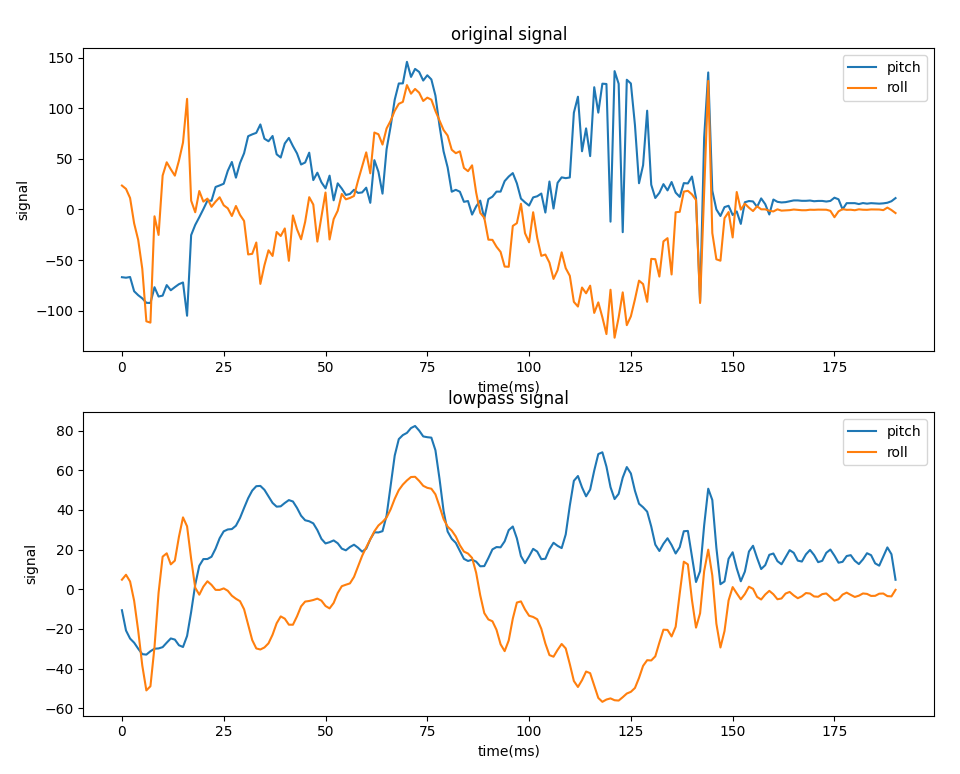 original signal
150
100
50
0
−50
−100
signal
pitch
roll
0 25 50 75 100 125 150 175
time(ms)
lowpass signal
80
60
40
20
0
−20
−40
−60
signal
pitch
roll
0 25 50 75 100 125 150 175
time(ms)